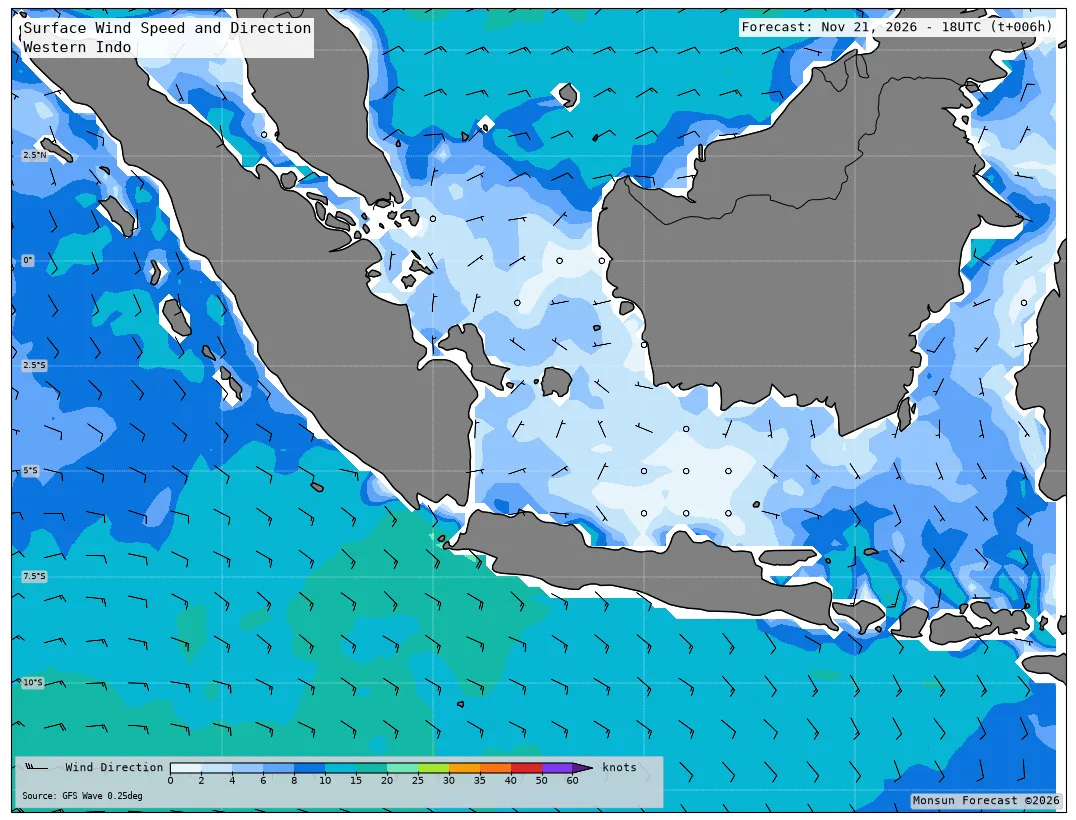 Surface Wind Speed and Direction
Western Indo
Forecast: Nov 21, 2026 - 18UTC (t+006h)
2.5°N
0°
2.5°S
5°S
7.5°S
10°S
Wind Direction
0 2 4 6 8 10 15 20 25 30 35 40 50 60
knots
Source: GFS Wave 0.25deg
Monsun Forecast ©2026